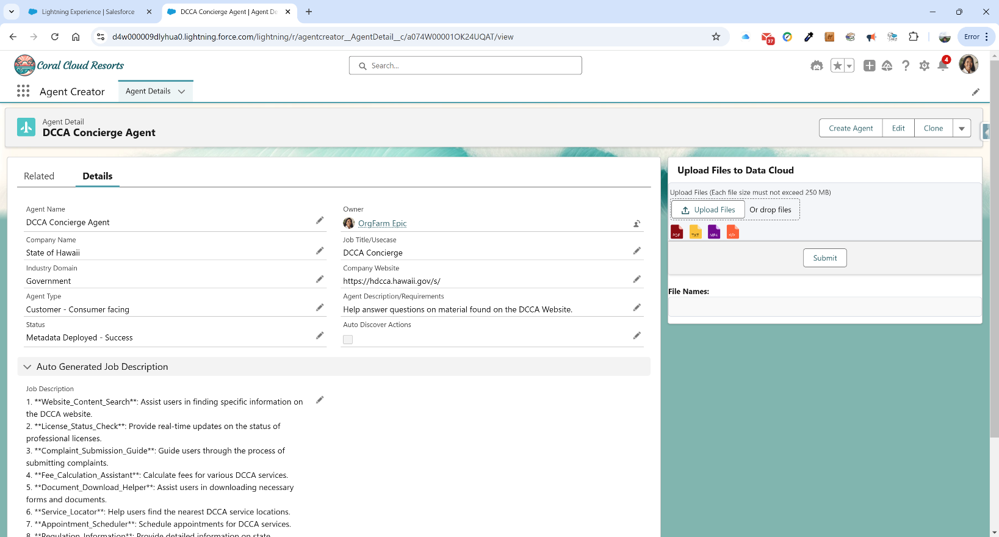 Lightning Experience | Salesforce
DCCA Concierge Agent | Agent De
d4w000009dlyhua0.lightning.force.com/lightning/r/agentcreator__AgentDetail__c/a074W00001OK24UQAT/view
37
Error
Coral Cloud Resorts
Search...
4
Agent Creator
Agent Details
Agent Detail
DCCA Concierge Agent
Create Agent
Edit
Clone
Related
Details
Agent Name
DCCA Concierge Agent
Owner
OrgFarm Epic
Company Name
State of Hawaii
Job Title/Usecase
DCCA Concierge
Industry Domain
Government
Company Website
https://hdcca.hawaii.gov/s/
Agent Type
Customer - Consumer facing
Agent Description/Requirements
Help answer questions on material found on the DCCA Website.
Status
Metadata Deployed - Success
Auto Discover Actions
Auto Generated Job Description
Job Description
1. **Website_Content_Search**: Assist users in finding specific information on
the DCCA website.
2. **License_Status_Check**: Provide real-time updates on the status of
professional licenses.
3. **Complaint_Submission_Guide**: Guide users through the process of
submitting complaints.
4. **Fee_Calculation_Assistant**: Calculate fees for various DCCA services.
5. **Document_Download_Helper**: Assist users in downloading necessary
forms and documents.
6. **Service_Locator**: Help users find the nearest DCCA service locations.
7. **Appointment_Scheduler**: Schedule appointments for DCCA services.
8. **Regulation_Information**: Provide detailed information on state
Upload Files to Data Cloud
Upload Files (Each file size must not exceed 250 MB)
Upload Files
Or drop files
PDF
TXT
MP4
</>
Submit
File Names: